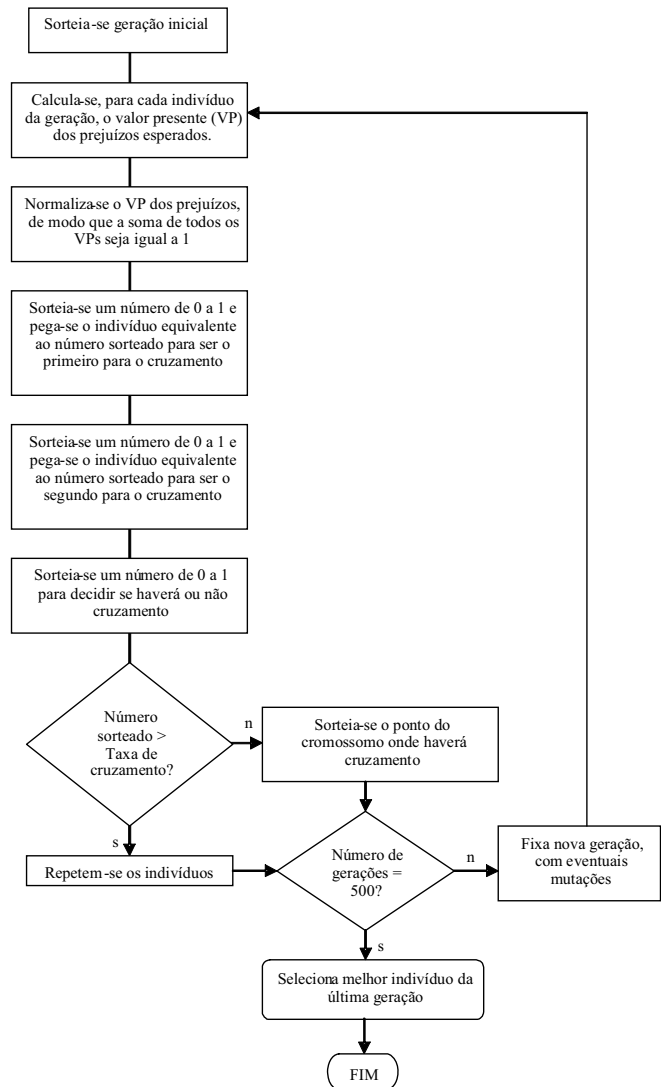 Sorteia-se geração inicial
Calcula-se, para cada indivíduo
da geração, o valor presente (VP)
dos prejuízos esperados.
Normaliza-se o VP dos prejuízos,
de modo que a soma de todos os
VPs seja igual a 1
Sorteia-se um número de 0 a 1 e
pega-se o indivíduo equivalente
ao número sorteado para ser o
primeiro para o cruzamento
Sorteia-se um número de 0 a 1 e
pega-se o indivíduo equivalente
ao número sorteado para ser o
segundo para o cruzamento
Sorteia-se um número de 0 a 1
para decidir se haverá ou não
cruzamento
Número
sorteado >
Taxa de
cruzamento?
n
Sorteia-se o ponto do
cromossomo onde haverá
cruzamento
s
Repetem-se os indivíduos
Número de
gerações =
500?
n
Fixa nova geração,
com eventuais
mutações
s
Seleciona melhor indivíduo da
última geração
FIM